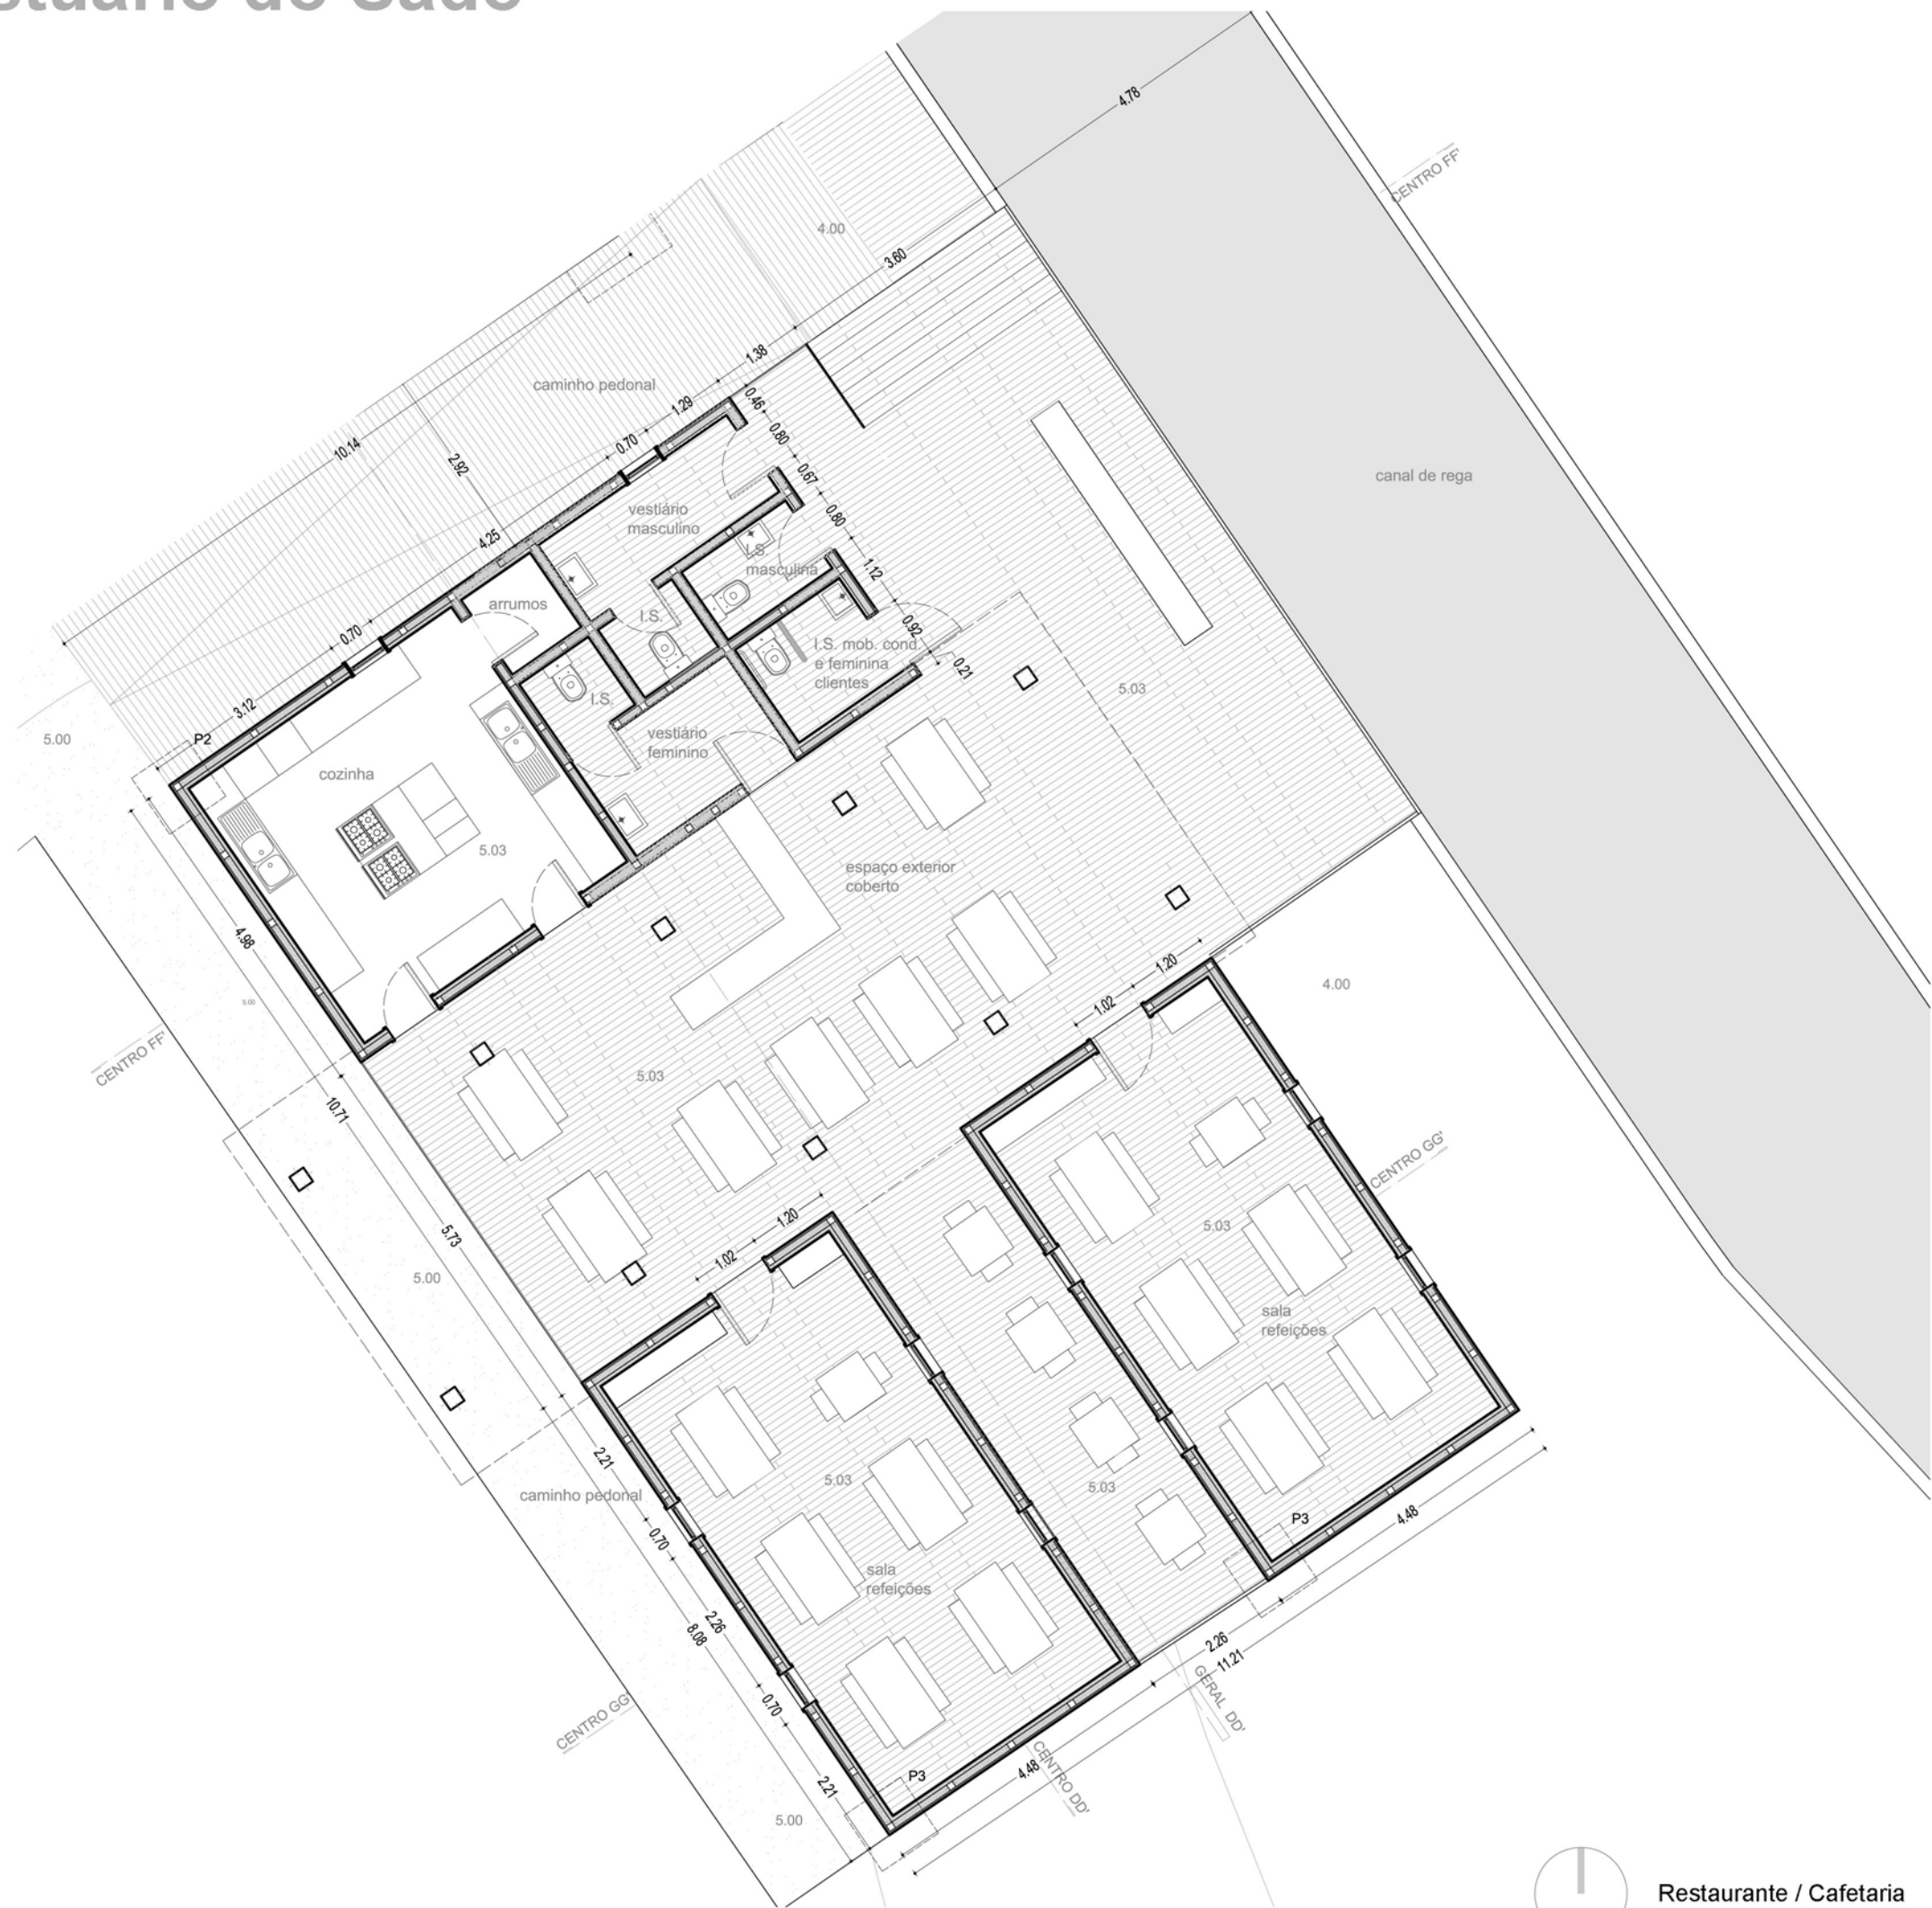 4.78
CENTRO FF'
4.00
3.60
1.38
caminho pedonal
1.29
0.46
0.80
0.70
10.14
2.92
0.67
canal de rega
vestiário
masculino
0.80
4.25
I.S.
masculina
1.12
arrumos
I.S.
0.92
0.70
I.S. mob. cond.
e feminina
clientes
0.21
5.03
I.S.
3.12
P2
5.00
vestiário
feminino
cozinha
5.03
espaço exterior
coberto
4.98
1.20
4.00
5.00
1.02
CENTRO FF'
5.03
10.71
CENTRO GG'
1.20
5.03
5.73
1.02
5.00
sala
refeições
2.21
5.03
5.03
caminho pedonal
4.48
P3
0.70
sala
refeições
2.26
8.08
2.26
11.21
GERAL DD'
0.70
CENTRO GG'
4.48
CENTRO DD'
P3
2.21
5.00
Restaurante / Cafetaria